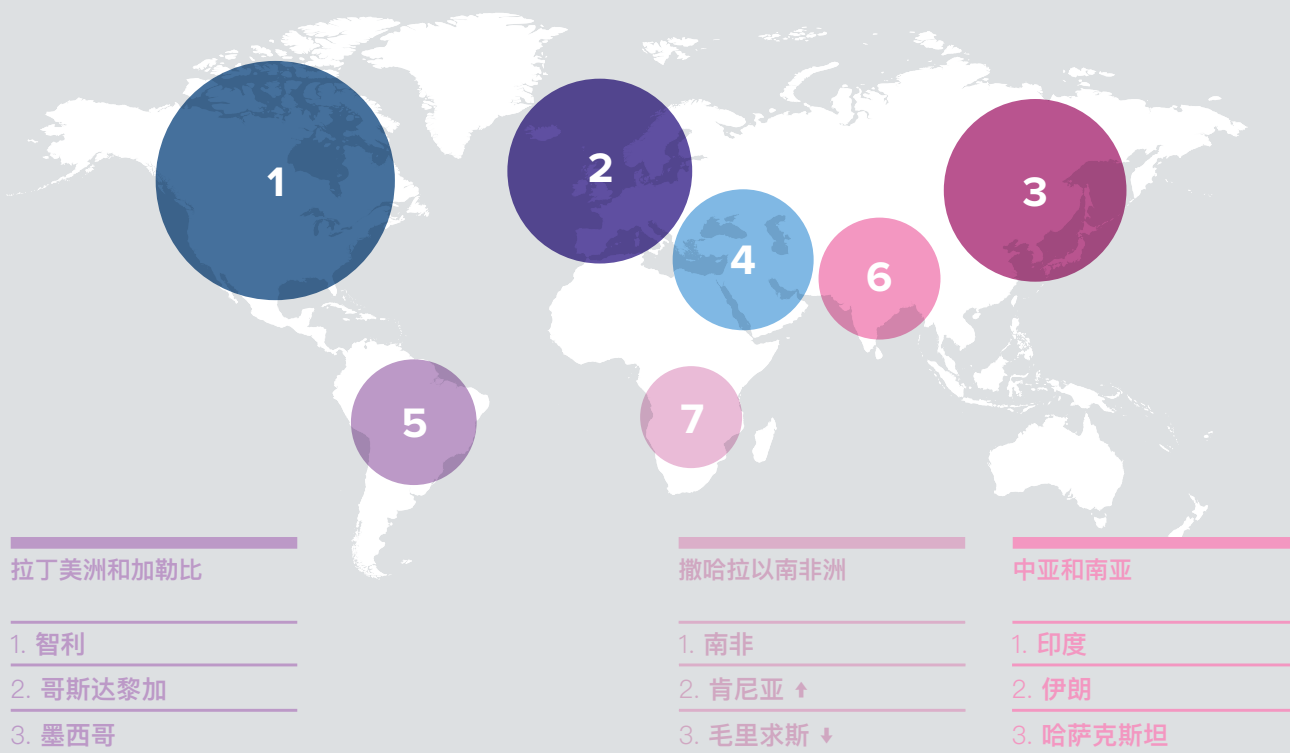 1
2
3
4
6
5
7
拉丁美洲和加勒比
1. 智利
2. 哥斯达黎加
3. 墨西哥
撒哈拉以南非洲
1. 南非
2. 肯尼亚 ⬆
3. 毛里求斯 ⬇
中亚和南亚
1. 印度
2. 伊朗
3. 哈萨克斯坦